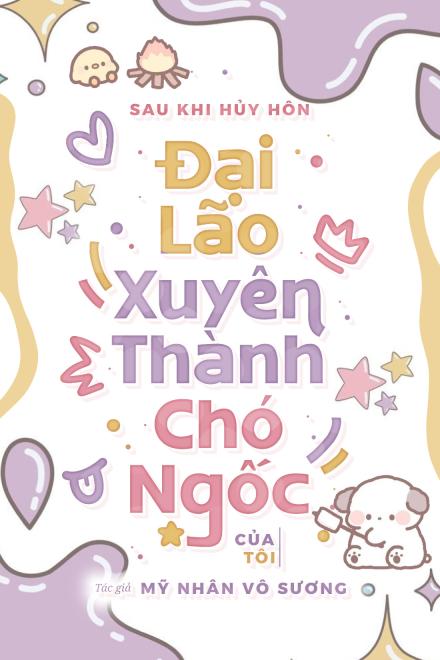 SAU KHI HỦY HÔN
Đại
Lão
Xuyên
Thành
Chó
Ngốc
CỦA
TÔI
Tác giả MỸ NHÂN VÔ SƯƠNG